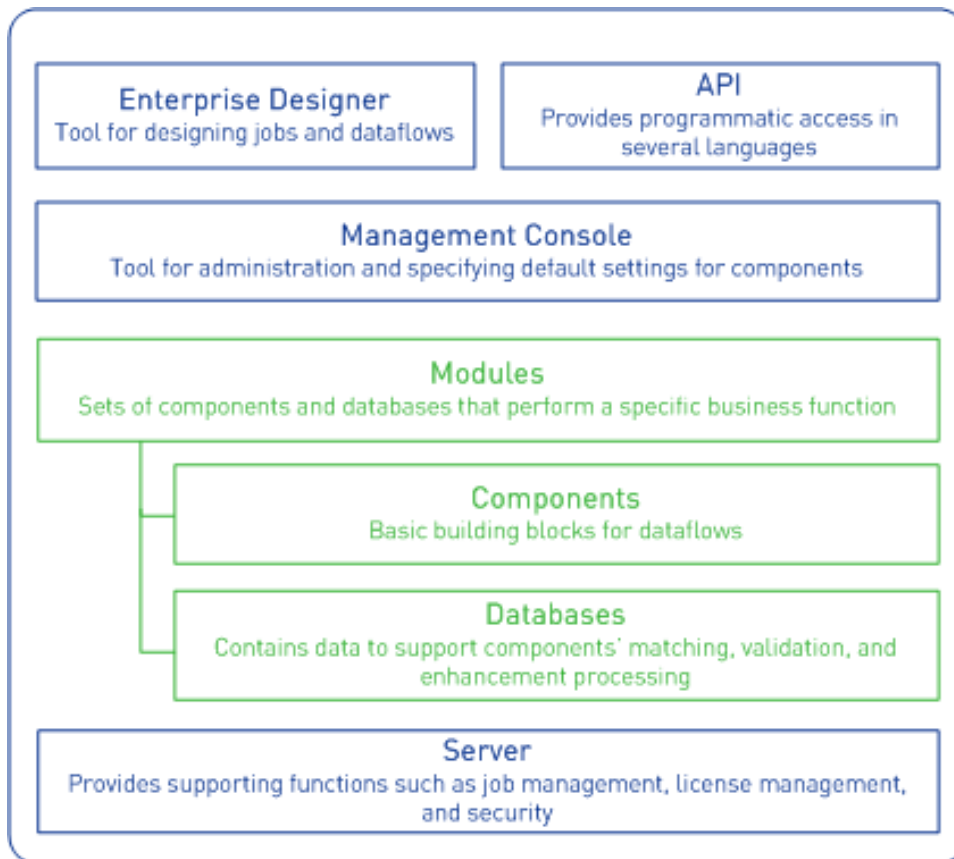 Enterprise Designer
Tool for designing jobs and dataflows
API
Provides programmatic access in
several languages
Management Console
Tool for administration and specifying default settings for components
Modules
Sets of components and databases that perform a specific business function
Components
Basic building blocks for dataflows
Databases
Contains data to support components' matching, validation, and
enhancement processing
Server
Provides supporting functions such as job management, license management,
and security